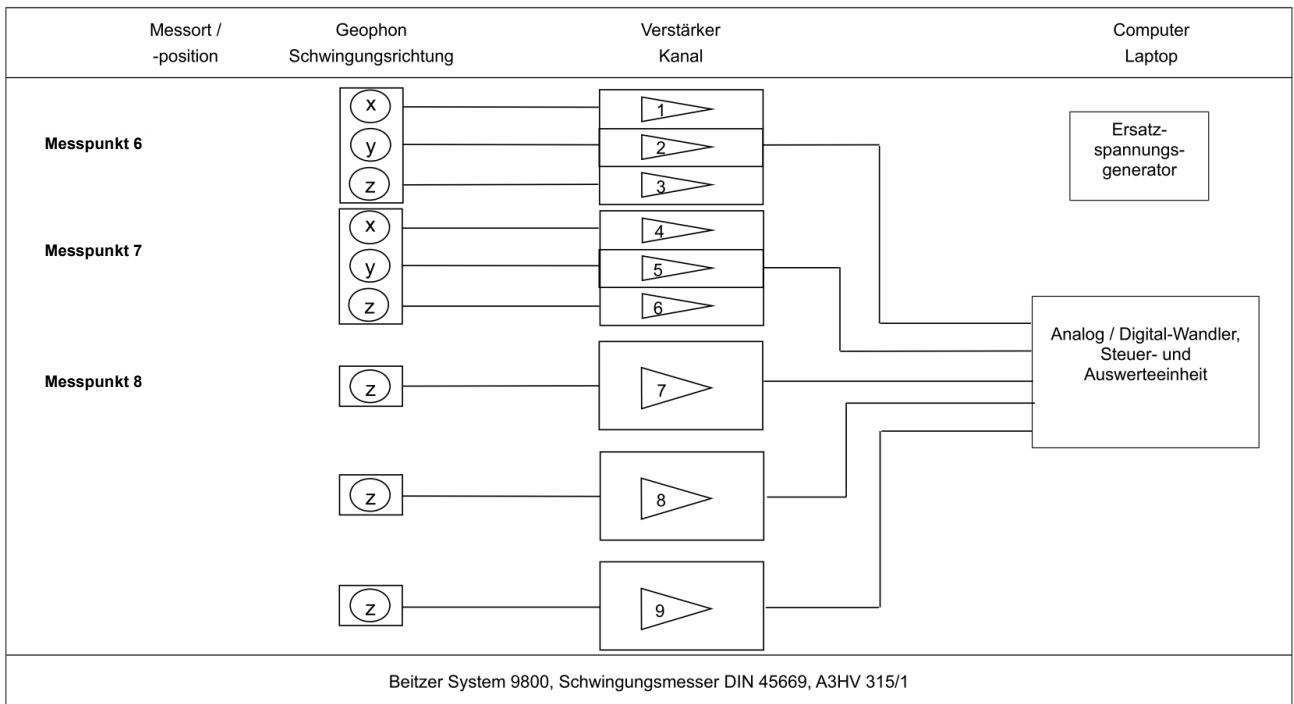 Messort /
-position
Geophon
Schwingungsrichtung
Verstärker
Kanal
Computer
Laptop
Messpunkt 6
x
y
z
1
2
3
Ersatz-
spannungs-
generator
Messpunkt 7
x
y
z
4
5
6
Analog / Digital-Wandler,
Steuer- und
Auswerteeinheit
Messpunkt 8
z
7
z
8
z
9
Beitzer System 9800, Schwingungsmesser DIN 45669, A3HV 315/1